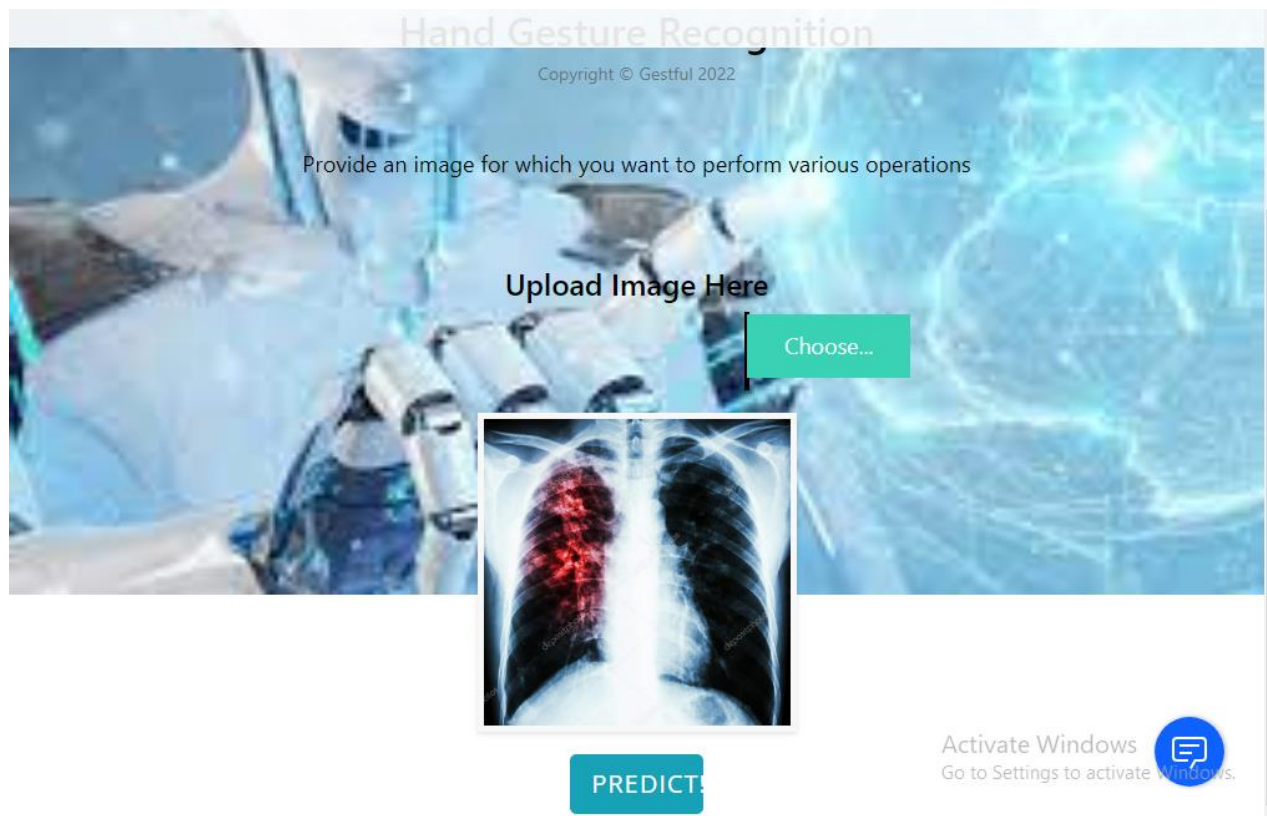 Hand Gesture Recognition
Copyright © Gestful 2022
Provide an image for which you want to perform various operations
Upload Image Here
Choose...
PREDICT!
Activate Windows
Go to Settings to activate Windows.